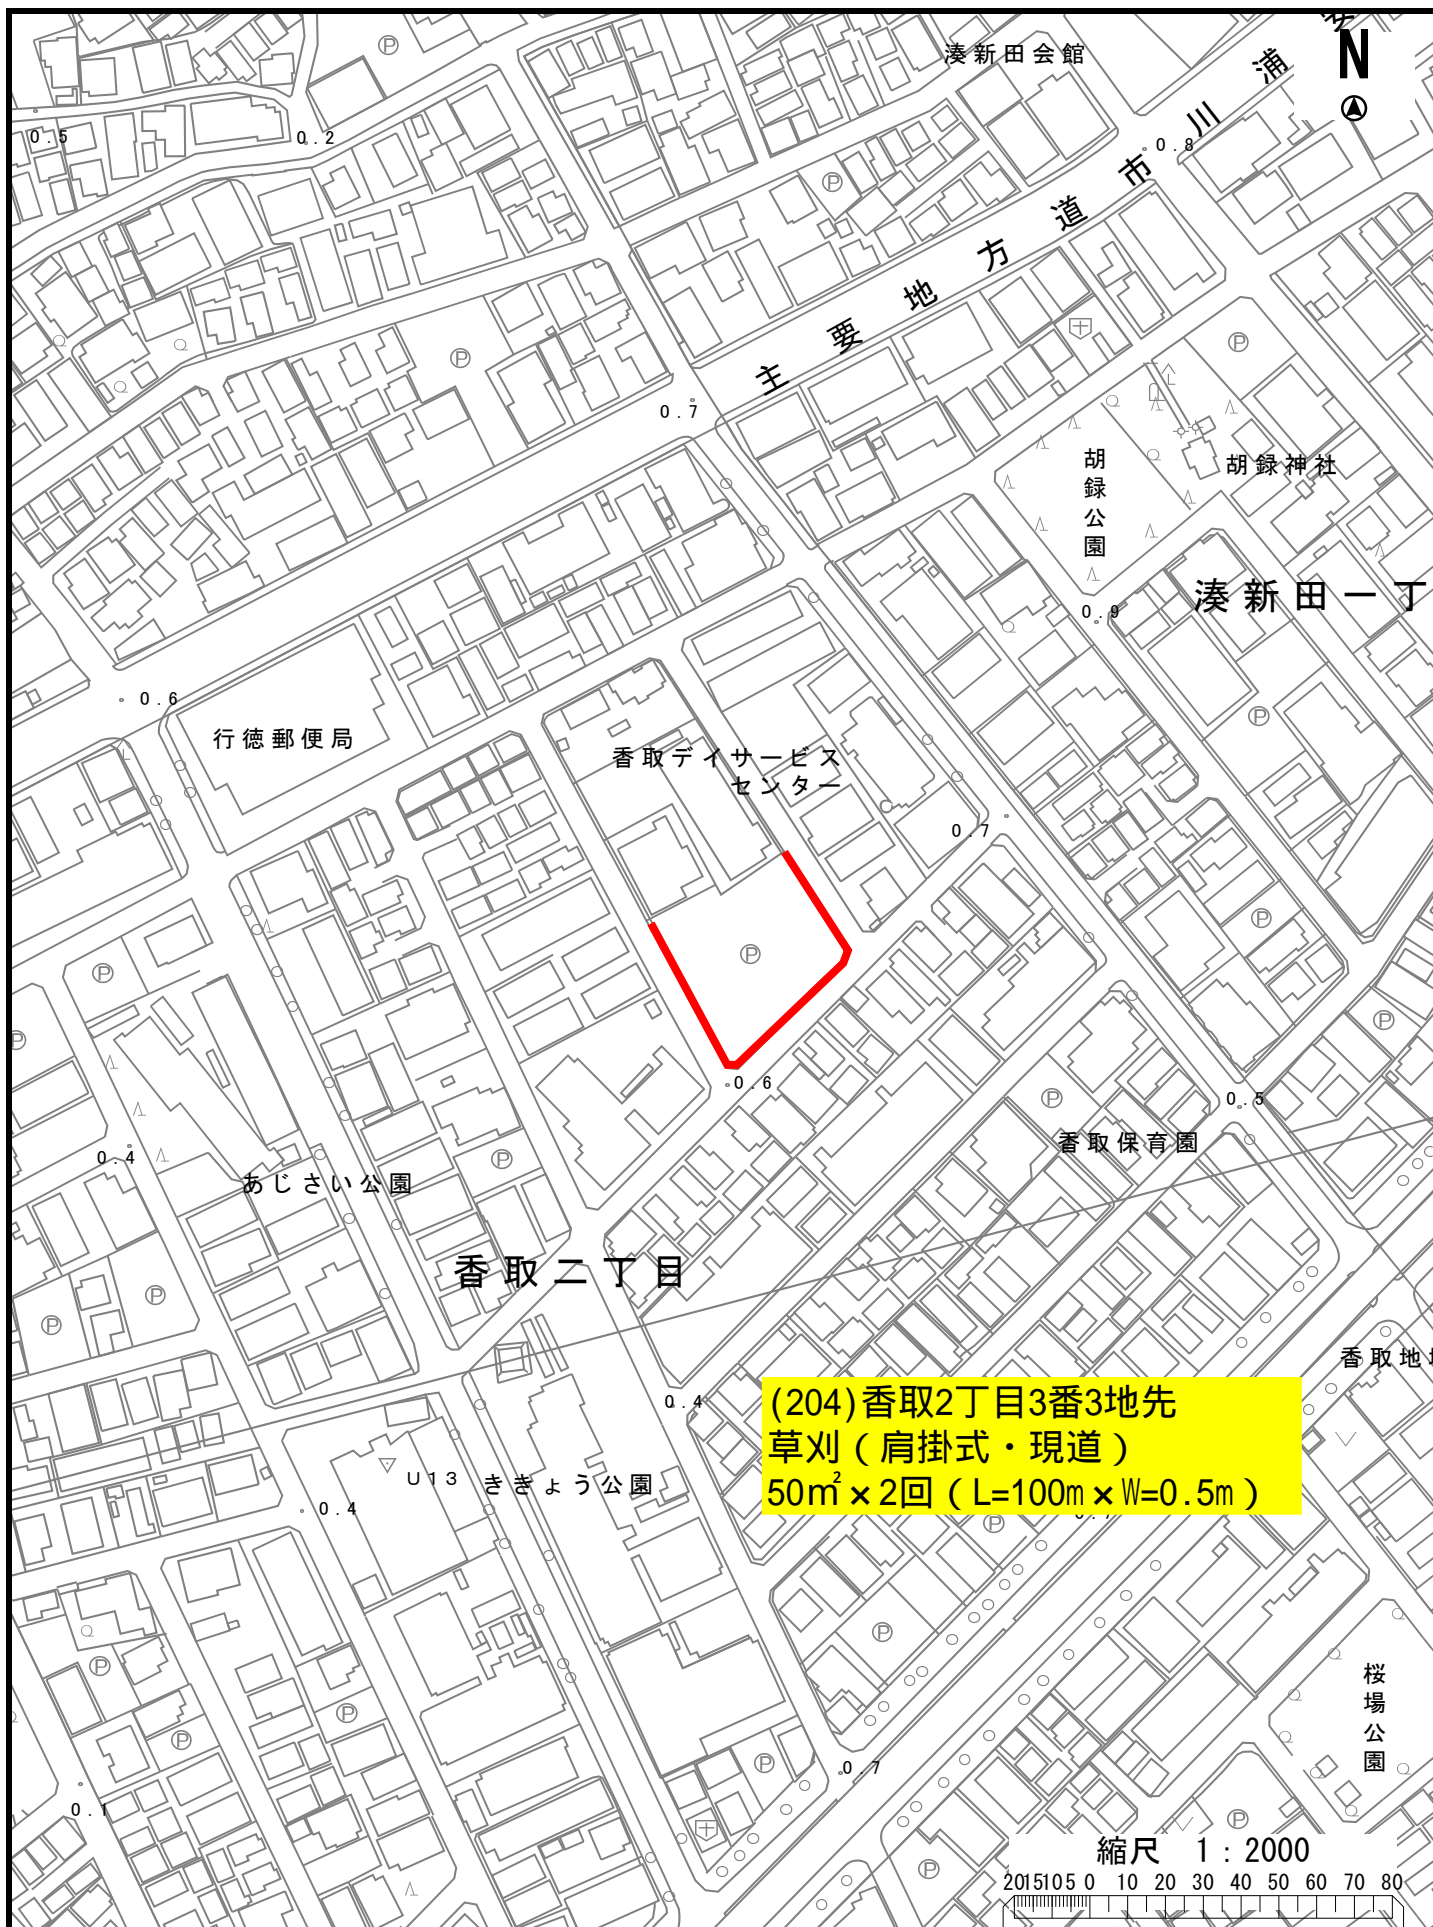 湊新田会館
N
主要地方道市川浦
0.5
0.2
0.8
0.7
胡録公園
胡録神社
湊新田一丁
0.9
0.6
行徳郵便局
香取デイサービス
センター
0.7
P
0.6
0.5
香取保育園
0.4
あじさい公園
香取二丁目
香取地
0.4
(204)香取2丁目3番3地先
草刈（肩掛式・現道）
50㎡×2回（L=100m×W=0.5m）
U13
ききょう公園
0.4
桜場公園
0.7
0.1
縮尺 1：2000
20 15 10 5 0 10 20 30 40 50 60 70 80